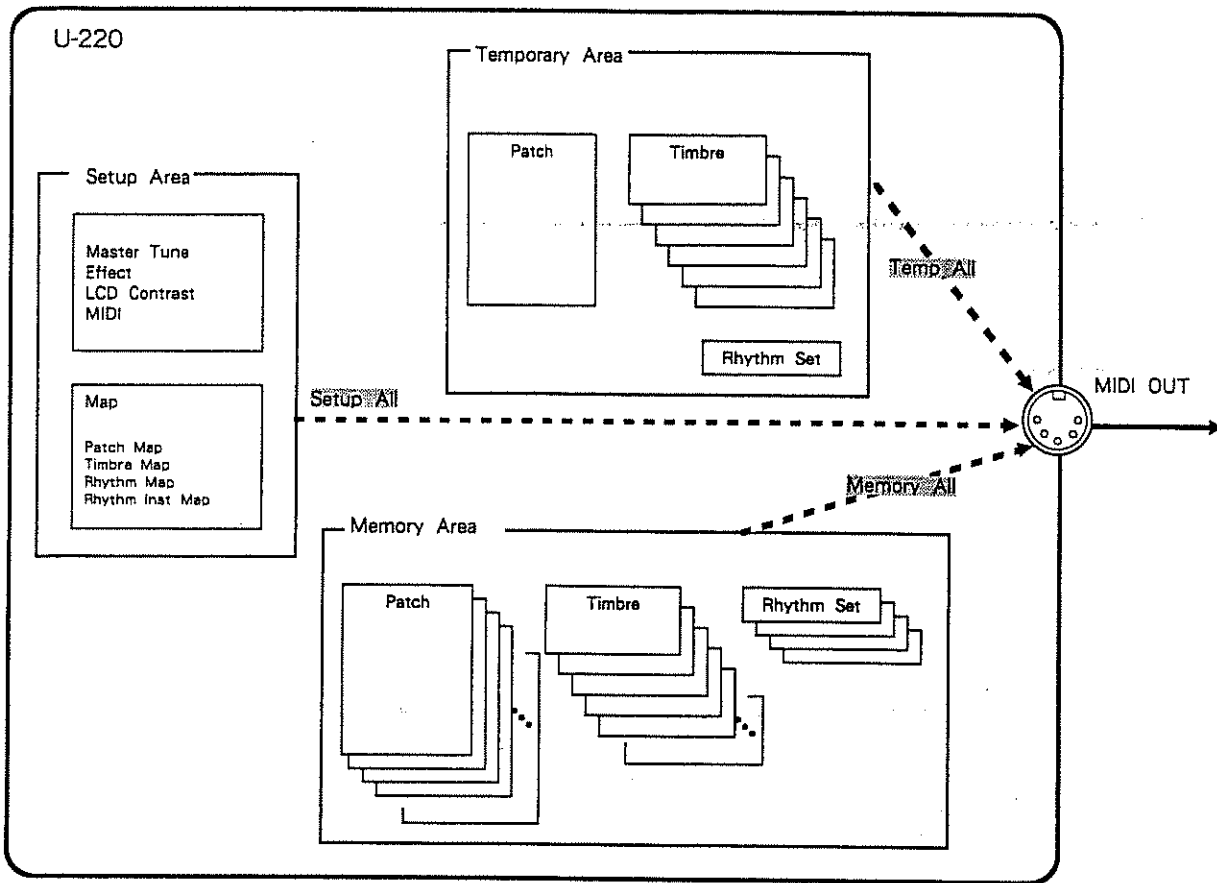 U-220
Temporary Area
Patch
Timbre
Rhythm Set
Temp All
Setup Area
Master Tune
Effect
LCD Contrast
MIDI
Map
Patch Map
Timbra Map
Rhythm Map
Rhythm Inst Map
Setup All
MIDI OUT
Memory All
Memory Area
Patch
Timbre
Rhythm Set